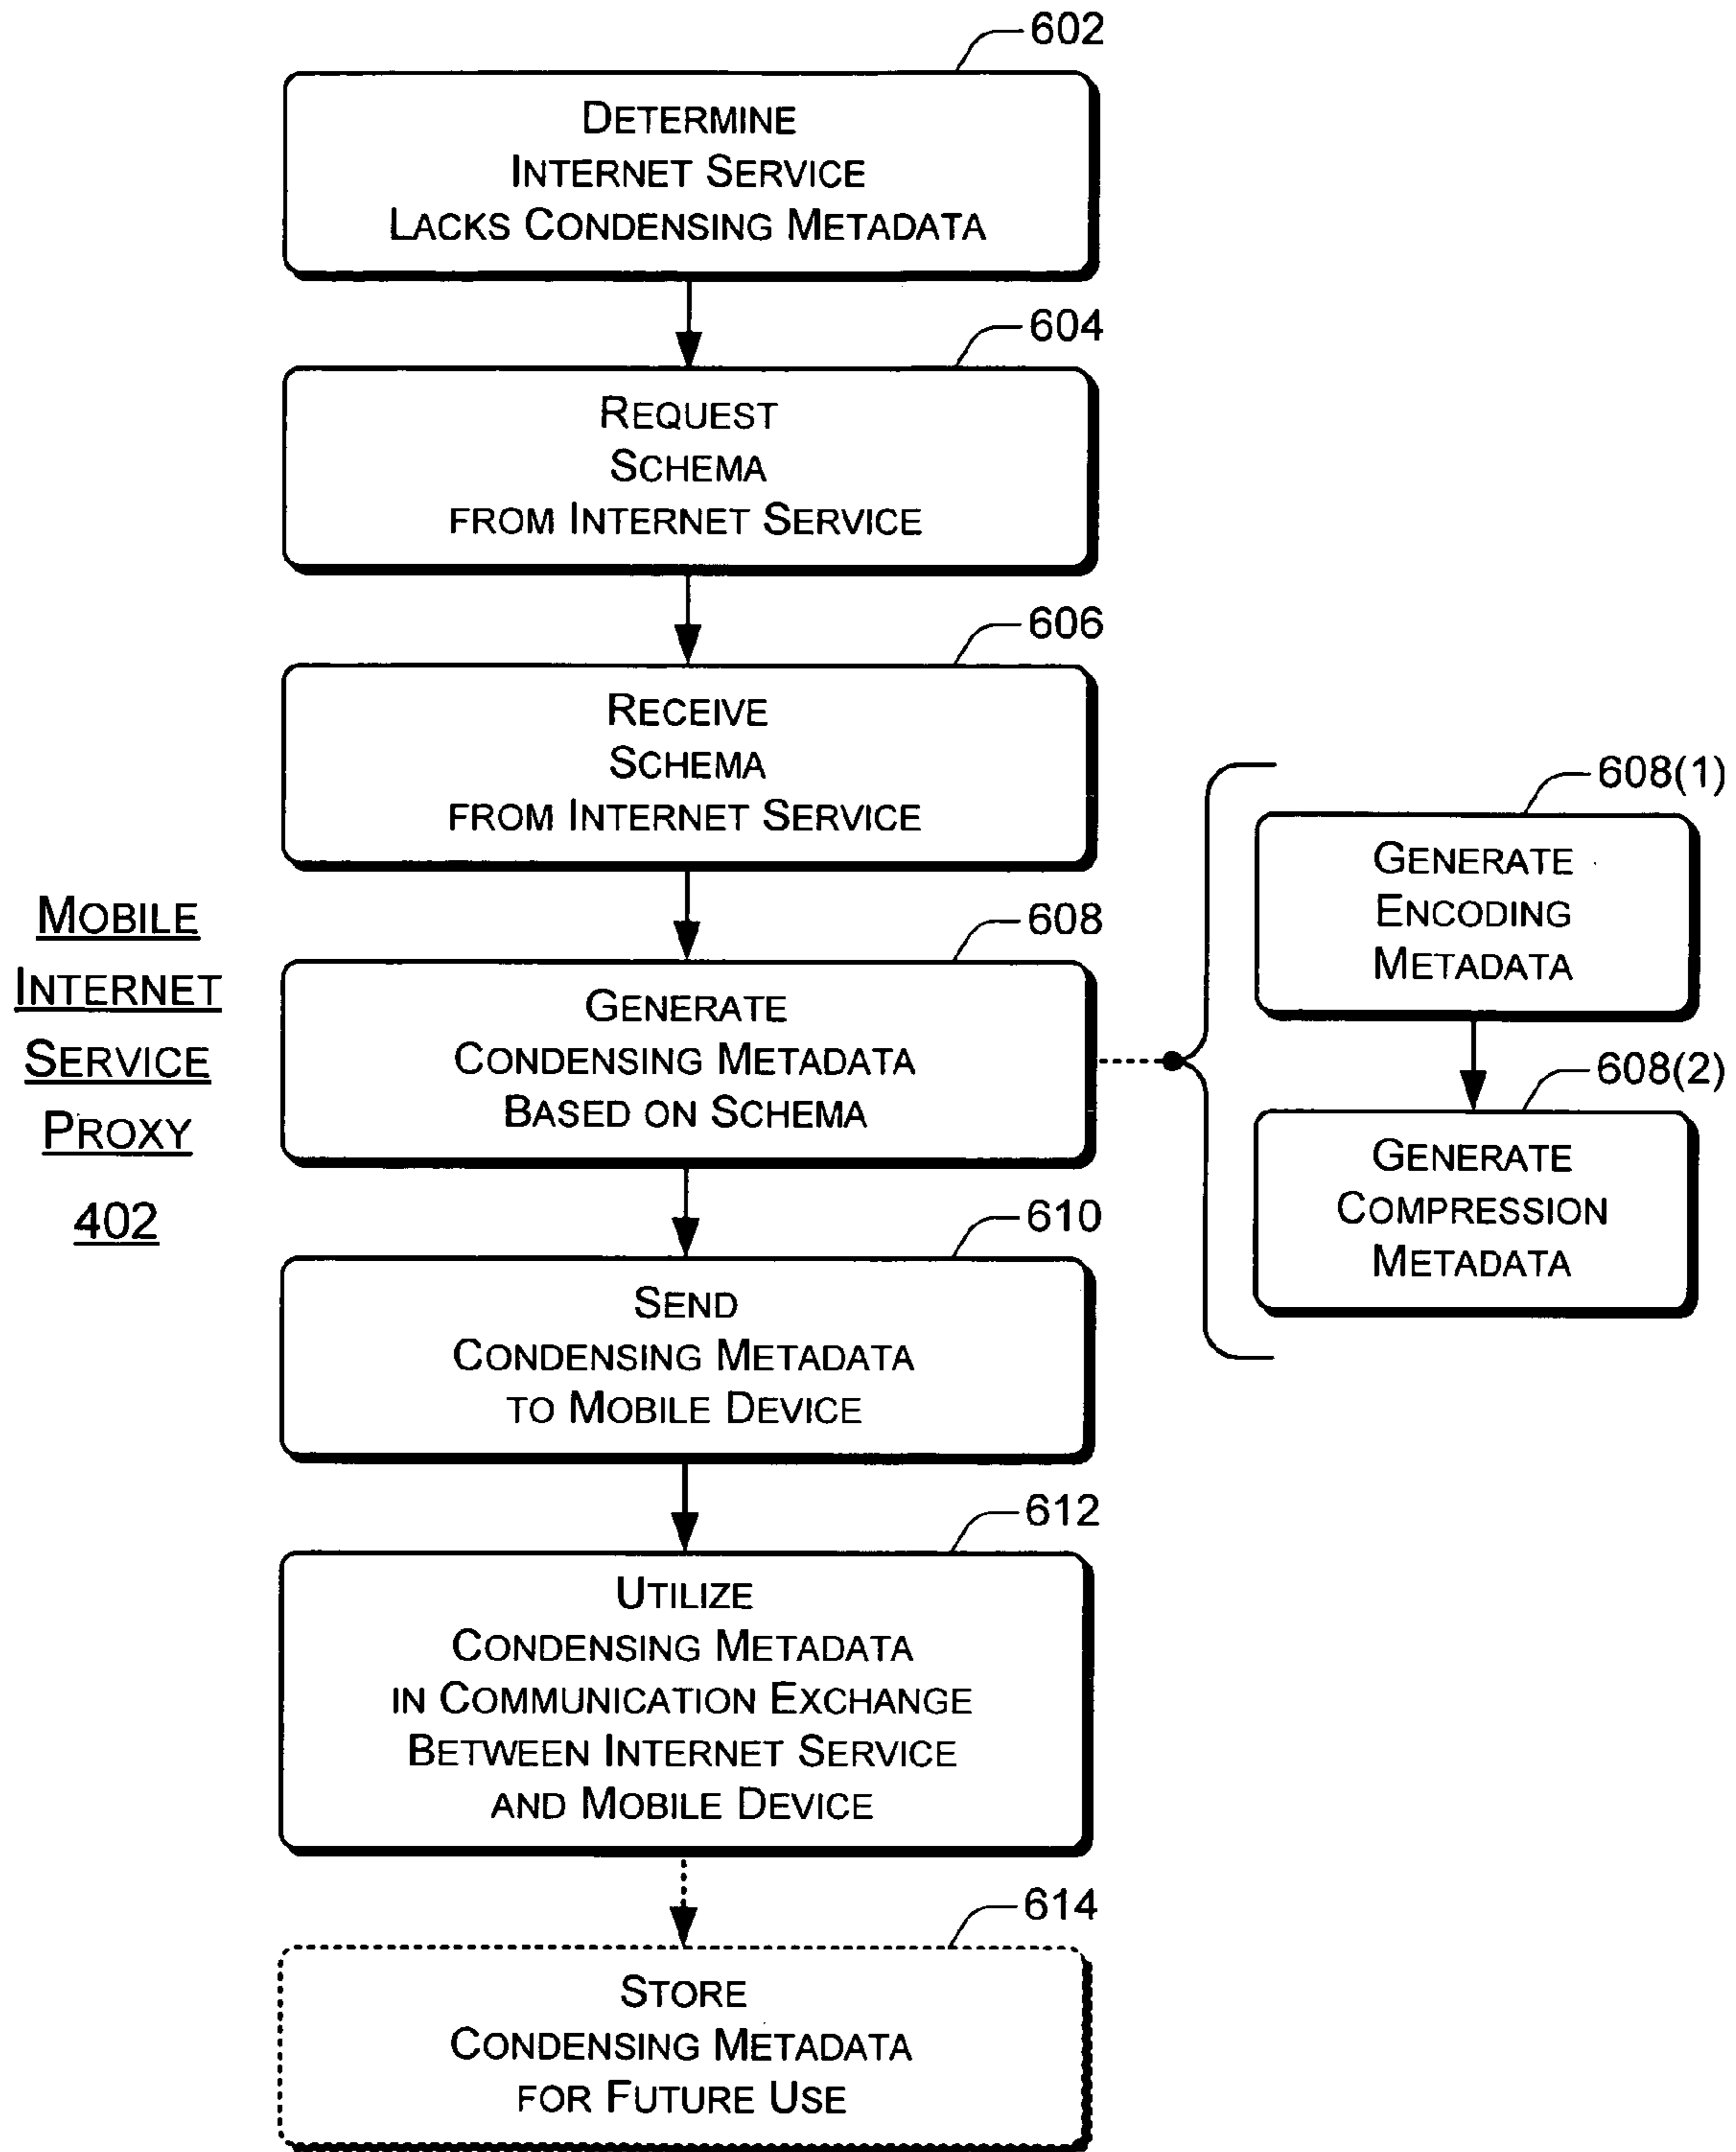 602
DETERMINE
INTERNET SERVICE
LACKS CONDENSING METADATA
604
REQUEST
SCHEMA
FROM INTERNET SERVICE
606
RECEIVE
SCHEMA
FROM INTERNET SERVICE
MOBILE
INTERNET
SERVICE
PROXY
402
608
GENERATE
CONDENSING METADATA
BASED ON SCHEMA
608(1)
GENERATE
ENCODING
METADATA
608(2)
GENERATE
COMPRESSION
METADATA
610
SEND
CONDENSING METADATA
TO MOBILE DEVICE
612
UTILIZE
CONDENSING METADATA
IN COMMUNICATION EXCHANGE
BETWEEN INTERNET SERVICE
AND MOBILE DEVICE
614
STORE
CONDENSING METADATA
FOR FUTURE USE